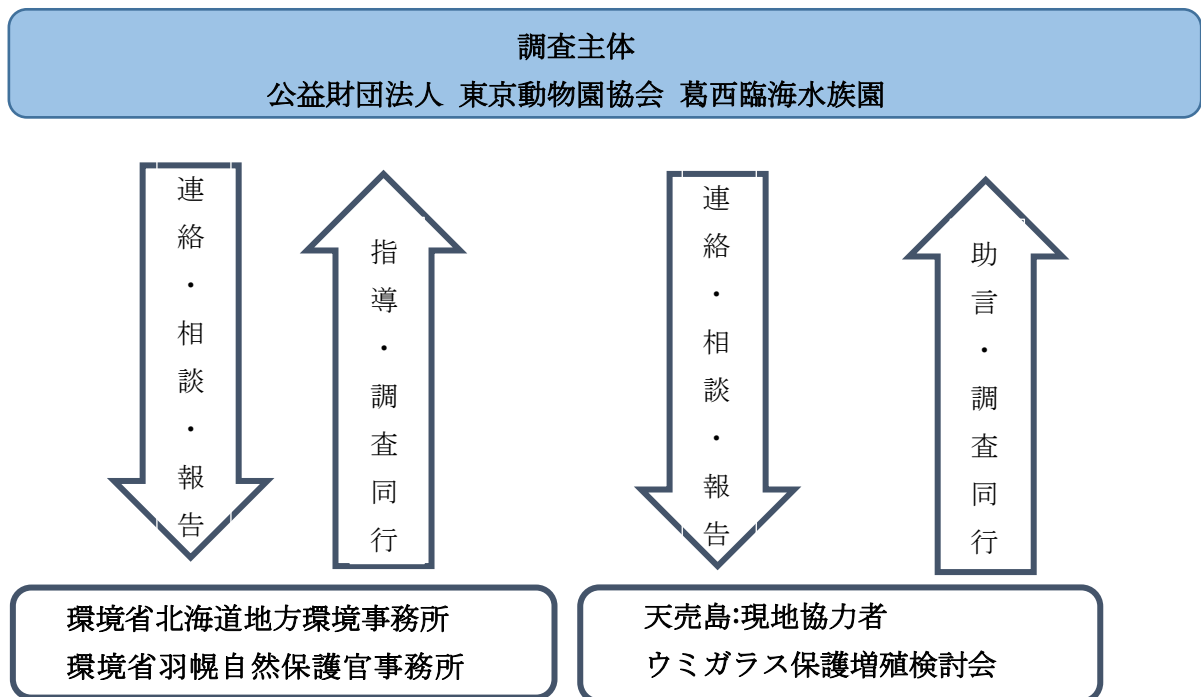 調査主体
公益財団法人 東京動物園協会 葛西臨海水族園
連絡・相談・報告
指導・調査同行
連絡・相談・報告
助言・調査同行
環境省北海道地方環境事務所
環境省羽幌自然保護官事務所
天売島:現地協力者
ウミガラス保護増殖検討会